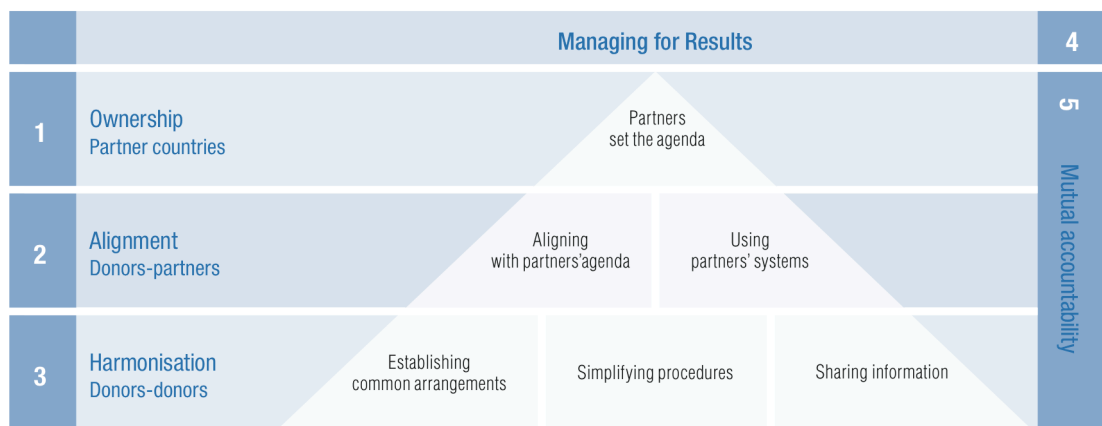 Managing for Results
4
1
Ownership
Partner countries
Partners
set the agenda
5
Mutual accountability
2
Alignment
Donors-partners
Aligning
with partners'agenda
Using
partners' systems
3
Harmonisation
Donors-donors
Establishing
common arrangements
Simplifying procedures
Sharing information